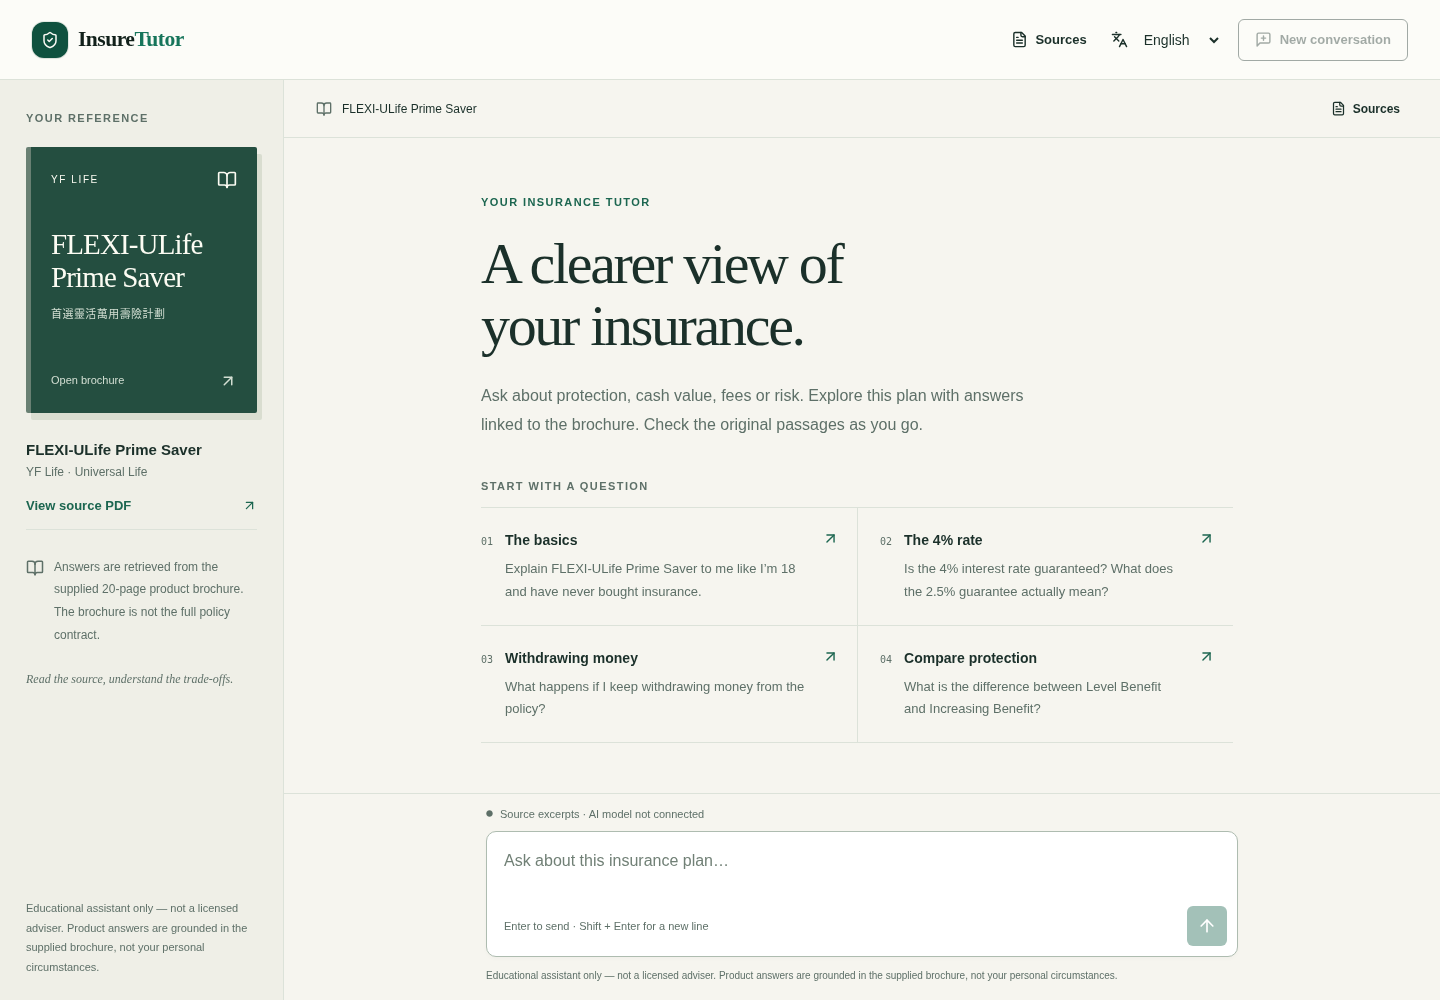 InsureTutor
Sources
English
New conversation
YOUR REFERENCE
YF LIFE
FLEXI-ULife
Prime Saver
首選靈活萬用壽險計劃
Open brochure
FLEXI-ULife Prime Saver
YF Life · Universal Life
View source PDF
Answers are retrieved from the
supplied 20-page product brochure.
The brochure is not the full policy
contract.
Read the source, understand the trade-offs.
Educational assistant only — not a licensed
adviser. Product answers are grounded in the
supplied brochure, not your personal
circumstances.
FLEXI-ULife Prime Saver
Sources
YOUR INSURANCE TUTOR
A clearer view of
your insurance.
Ask about protection, cash value, fees or risk. Explore this plan with answers
linked to the brochure. Check the original passages as you go.
START WITH A QUESTION
01 The basics
Explain FLEXI-ULife Prime Saver to me like I’m 18
and have never bought insurance.
02 The 4% rate
Is the 4% interest rate guaranteed? What does
the 2.5% guarantee actually mean?
03 Withdrawing money
What happens if I keep withdrawing money from the
policy?
04 Compare protection
What is the difference between Level Benefit
and Increasing Benefit?
Source excerpts · AI model not connected
Ask about this insurance plan…
Enter to send · Shift + Enter for a new line
Educational assistant only — not a licensed adviser. Product answers are grounded in the supplied brochure, not your personal circumstances.